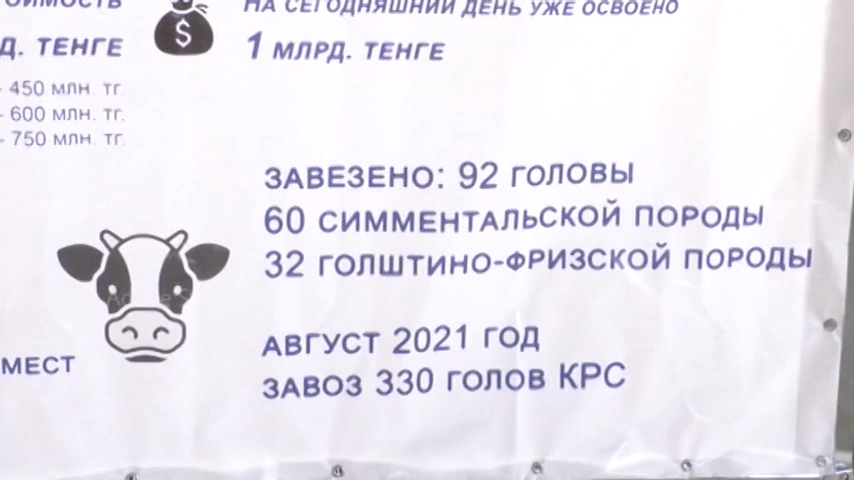 НА СЕГОДНЯШНИЙ ДЕНЬ УЖЕ ОСВОЕНО
Д. ТЕНГЕ
1 МЛРД. ТЕНГЕ
- 450 МЛН. ТГ.
- 600 МЛН. ТГ.
- 750 МЛН. ТГ.
ЗАВЕЗЕНО: 92 ГОЛОВЫ
60 СИММЕНТАЛЬСКОЙ ПОРОДЫ
32 ГОЛШТИНО-ФРИЗСКОЙ ПОРОДЫ
АВГУСТ 2021 ГОД
МЕСТ
ЗАВОЗ 330 ГОЛОВ КРС